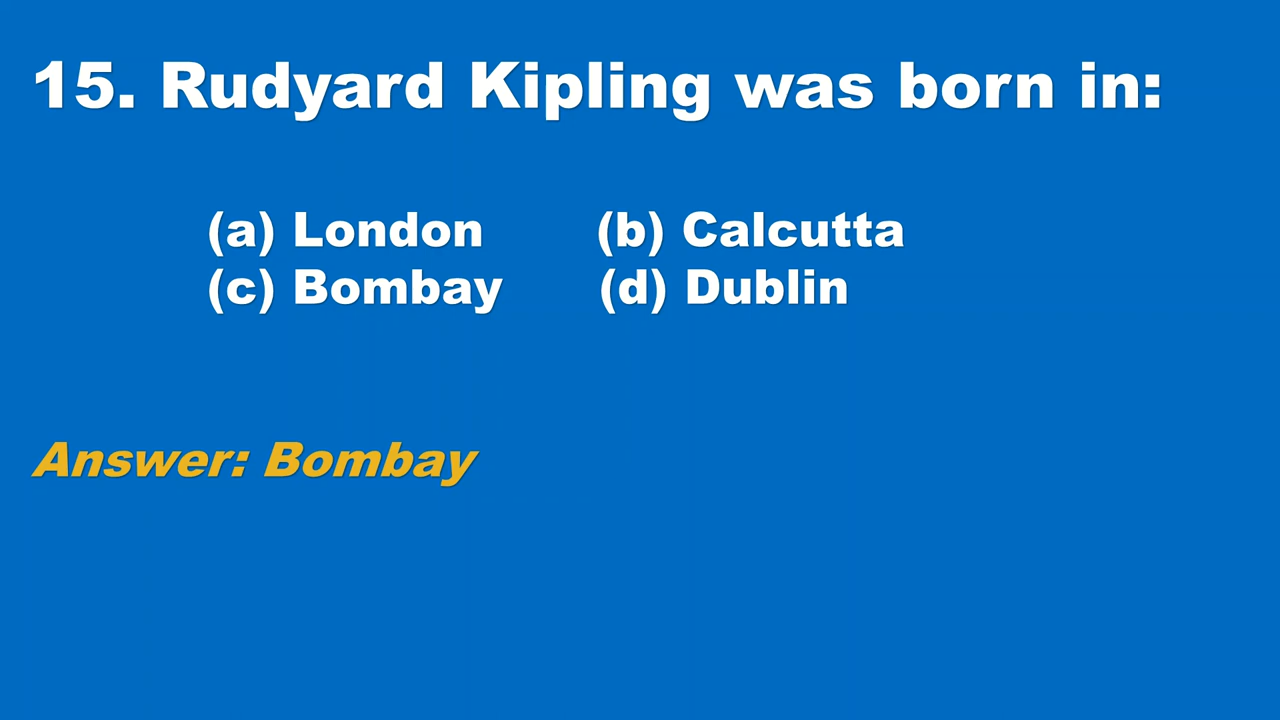 15. Rudyard Kipling was born in:
(a) London (b) Calcutta
(c) Bombay (d) Dublin
Answer: Bombay